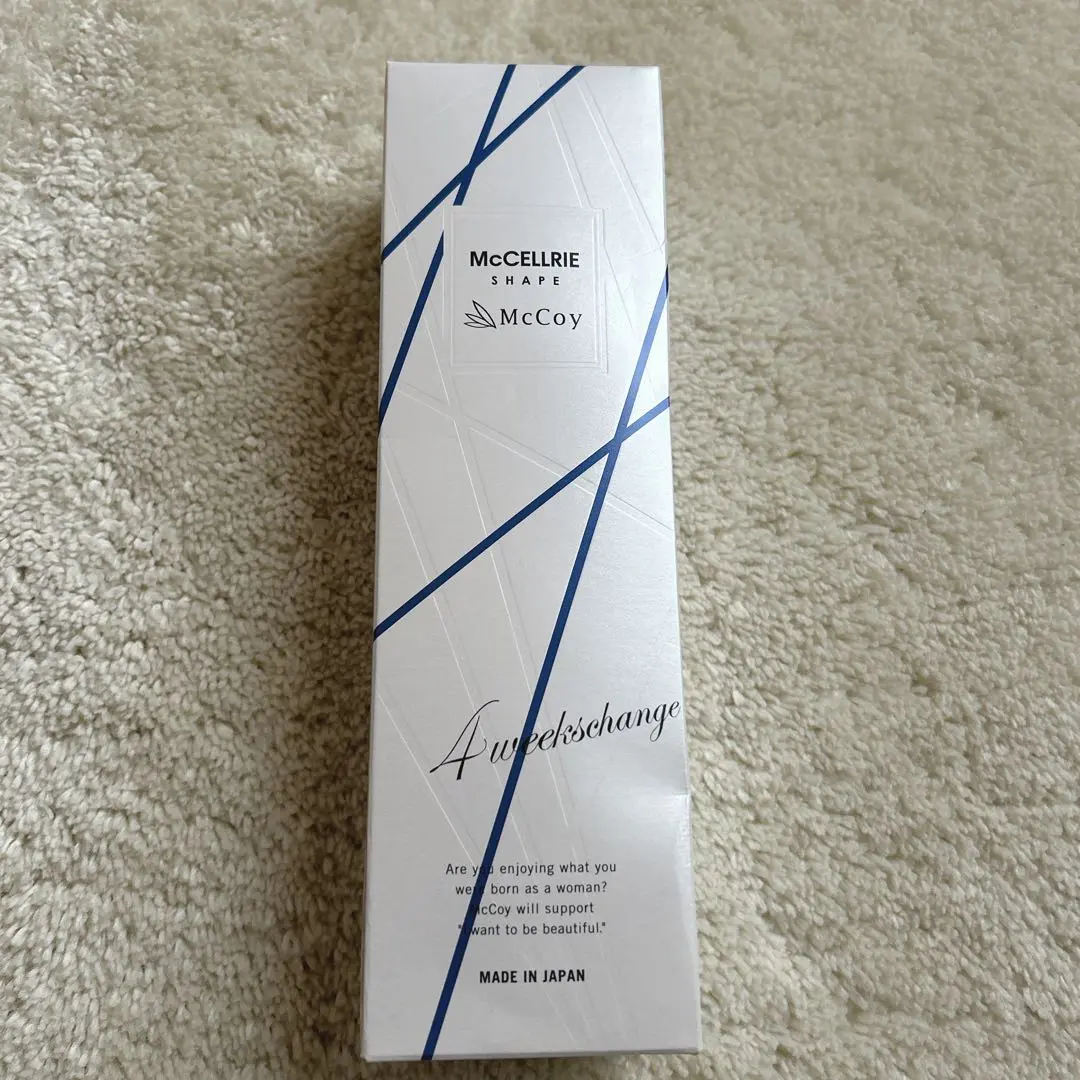 McCELLRIE
SHAPE
McCoy
4weekschange
Are you enjoying what you
were born as a woman?
McCoy will support
"I want to be beautiful."
MADE IN JAPAN